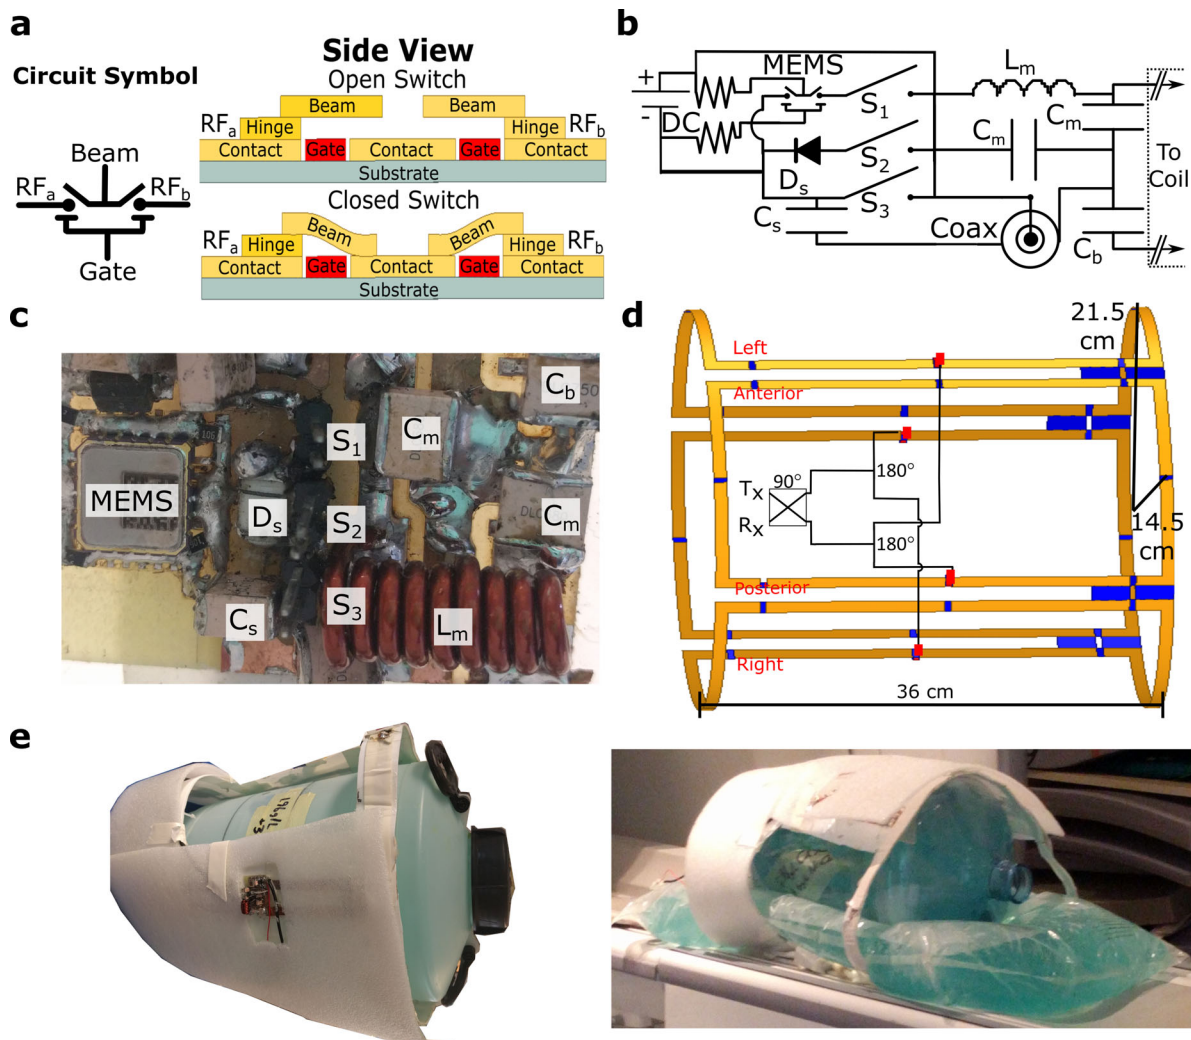 a
Side View
Circuit Symbol
Open Switch
Beam
Beam
RFa
Hinge
Hinge
RFb
Contact
Gate
Contact
Gate
Contact
Substrate
Beam
RFa
RFb
Gate
Closed Switch
Beam
Beam
RFa
Hinge
Hinge
RFb
Contact
Gate
Contact
Gate
Contact
Substrate
b
+
-
DC
MEMS
S1
Lm
Cm
Cm
S2
Ds
S3
Cs
Coax
Cb
To
Coil
c
MEMS
Ds
Cs
S1
S2
S3
Cm
Cb
Cm
Lm
d
21.5
cm
Left
Anterior
180°
90°
Tx
Rx
180°
14.5
cm
Posterior
Right
36 cm
e